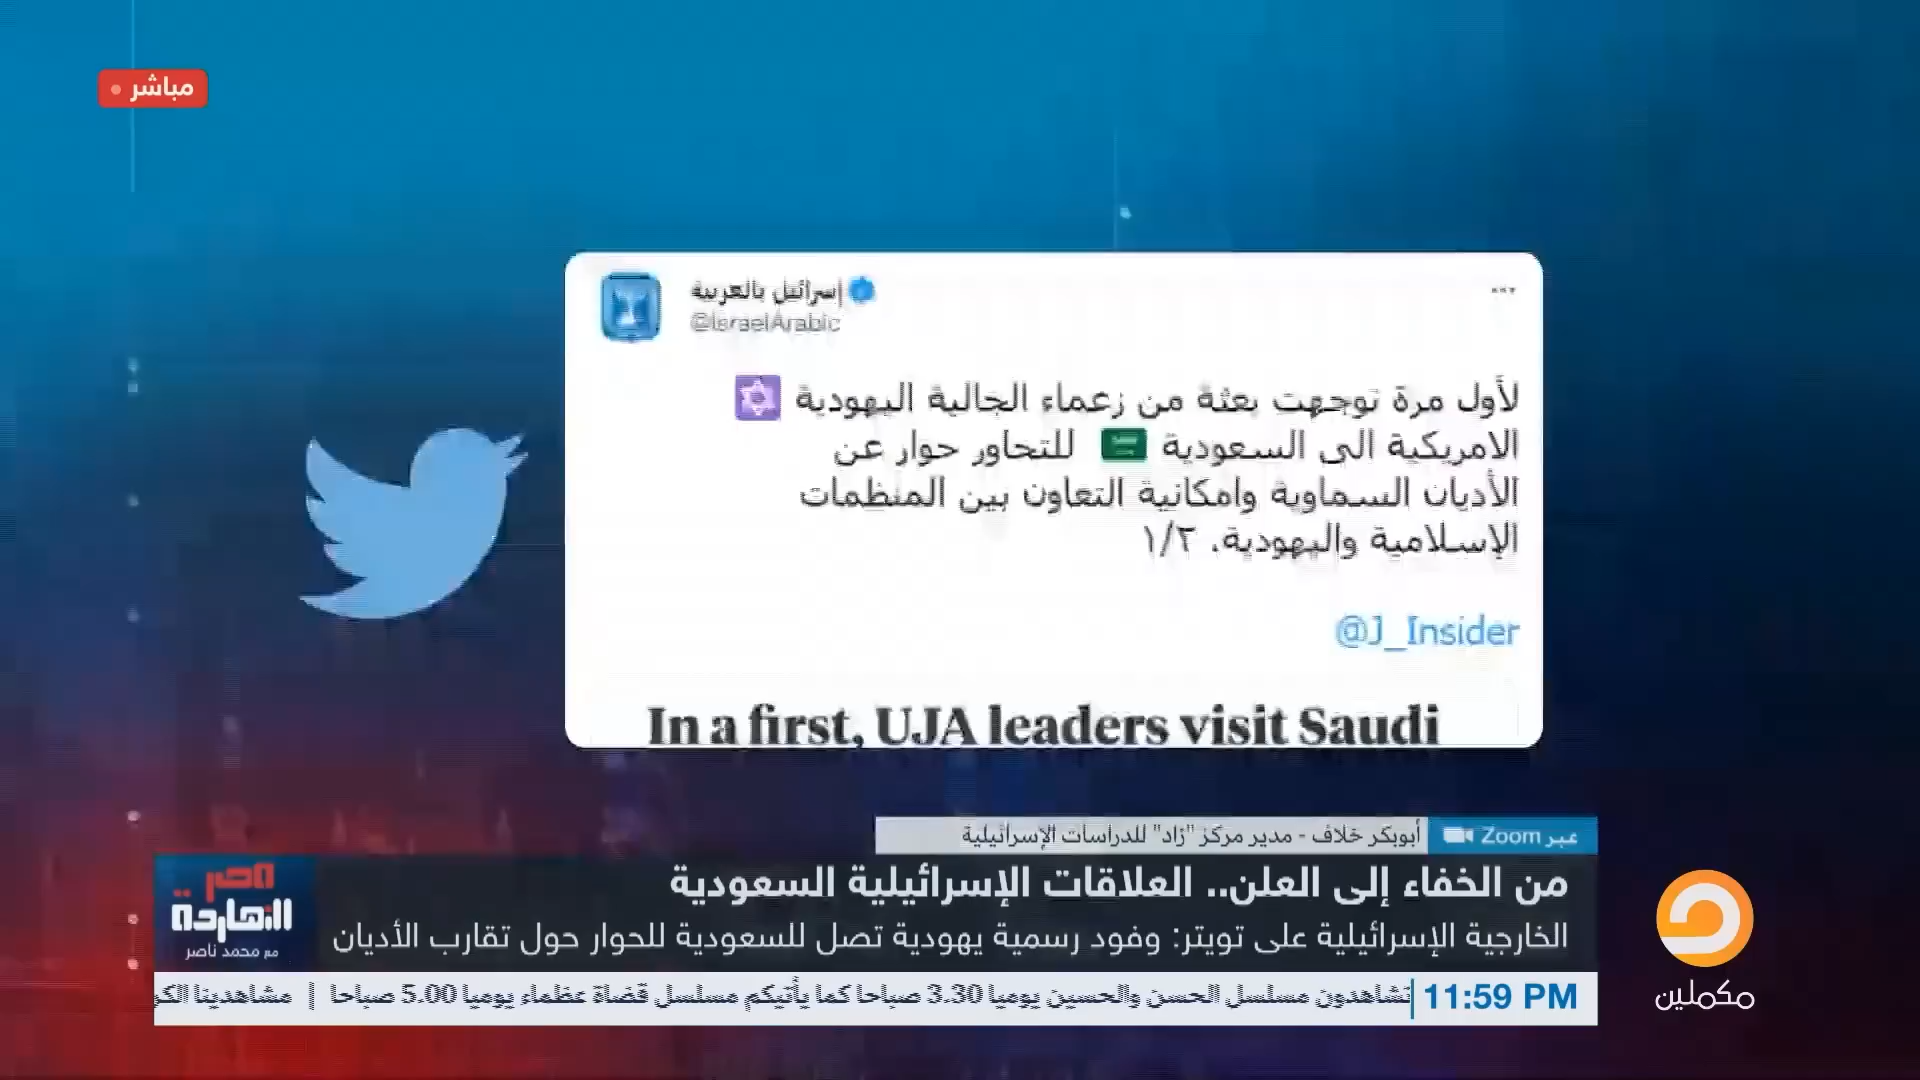 مباشر
إسرائيل بالعربية
@IsraelArabic
لأول مرة توجهت بعثة من زعماء الجالية اليهودية
الامريكية الى السعودية للتحاور حوار عن
الأديان السماوية وامكانية التعاون بين المنظمات
الإسلامية واليهودية. ١/٢
@J_Insider
In a first, UJA leaders visit Saudi
عبر Zoom
أبوبكر خلاف - مدير مركز "زاد" للدراسات الإسرائيلية
من الخفاء إلى العلن.. العلاقات الإسرائيلية السعودية
الخارجية الإسرائيلية على تويتر: وفود رسمية يهودية تصل للسعودية للحوار حول تقارب الأديان
مصر
النهاردة
مع محمد ناصر
11:59 PM
تشاهدون مسلسل الحسن والحسين يوميا 3.30 صباحا كما يأتيكم مسلسل قضاة عظماء يوميا 5.00 صباحا | مشاهدينا الكر
مكملين